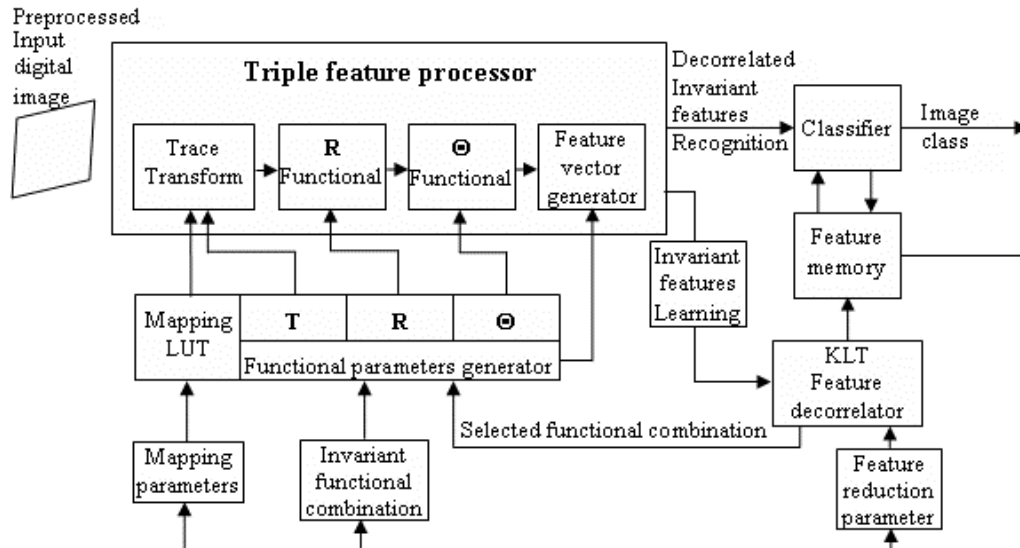 Preprocessed
Input
digital
image
Triple feature processor
Trace
Transform
R
Functional
Θ
Functional
Feature
vector
generator
Decorrelated
Invariant
features
Recognition
Classifier
Image
class
Invariant
features
Learning
Feature
memory
Mapping
LUT
T
R
Θ
Functional parameters generator
KLT
Feature
decorrelator
Selected functional combination
Mapping
parameters
Invariant
functional
combination
Feature
reduction
parameter